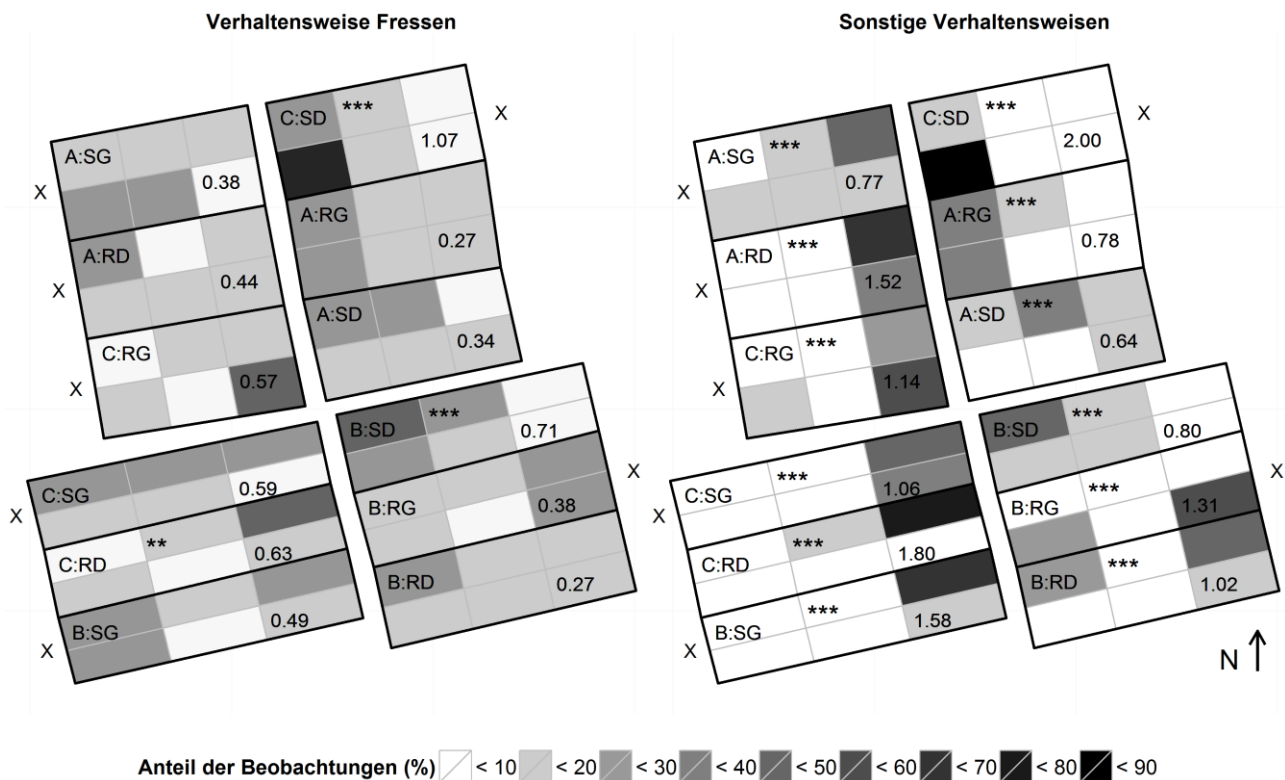 Verhaltensweise Fressen
Sonstige Verhaltensweisen
C:SD ***
X
1.07
A:SG
X
0.38
A:RG
A:RD
0.27
X
0.44
A:SD
C:RG
0.34
X
0.57
B:SD ***
0.71
C:SG
X
0.59
X
B:RG
0.38
C:RD **
0.63
B:RD
0.27
B:SG
X
0.49
C:SD ***
X
2.00
A:SG ***
0.77
A:RG ***
A:RD ***
0.78
1.52
A:SD ***
C:RG ***
0.64
1.14
B:SD ***
0.80
C:SG ***
1.06
B:RG ***
1.31
C:RD ***
1.80
B:RD ***
1.02
B:SG ***
1.58
X
X
X
X
X
X
N
Anteil der Beobachtungen (%) < 10 < 20 < 30 < 40 < 50 < 60 < 70 < 80 < 90